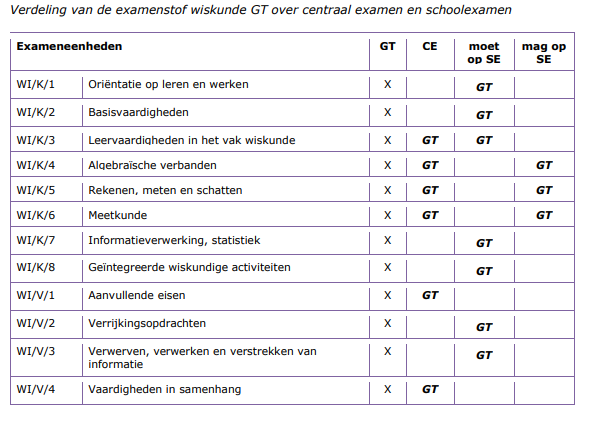 Verdeling van de examenstof wiskunde GT over centraal examen en schoolexamen
Exameneenheden GT CE moet op SE mag op SE
WI/K/1 Oriëntatie op leren en werken X GT
WI/K/2 Basisvaardigheden X GT
WI/K/3 Leervaardigheden in het vak wiskunde X GT GT
WI/K/4 Algebraïsche verbanden X GT GT
WI/K/5 Rekenen, meten en schatten X GT GT
WI/K/6 Meetkunde X GT GT
WI/K/7 Informatieverwerking, statistiek X GT
WI/K/8 Geïntegreerde wiskundige activiteiten X GT
WI/V/1 Aanvullende eisen X GT
WI/V/2 Verrijkingsopdrachten X GT
WI/V/3 Verwerven, verwerken en verstrekken van X GT
informatie
WI/V/4 Vaardigheden in samenhang X GT